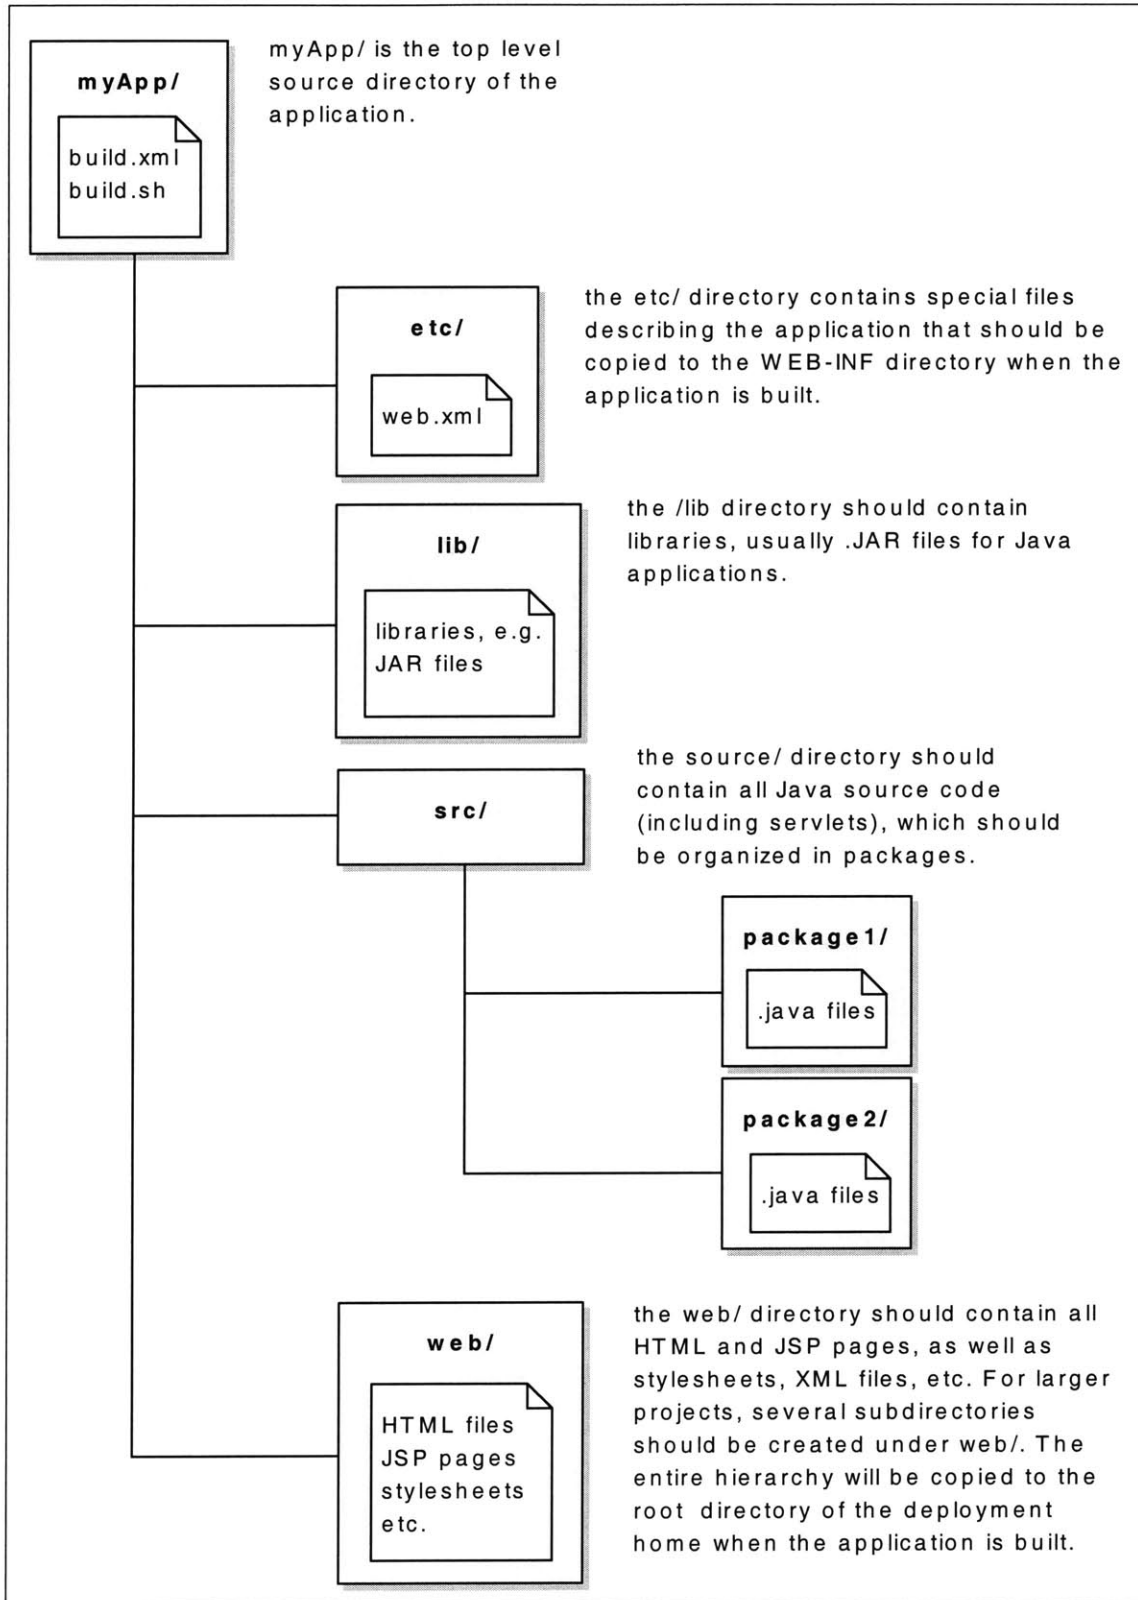 myApp/
build.xml
build.sh
myApp/ is the top level
source directory of the
application.
etc/
web.xml
the etc/ directory contains special files
describing the application that should be
copied to the WEB-INF directory when the
application is built.
lib/
libraries, e.g.
JAR files
the /lib directory should contain
libraries, usually .JAR files for Java
applications.
src/
the source/ directory should
contain all Java source code
(including servlets), which should
be organized in packages.
package1/
.java files
package2/
.java files
web/
HTML files
JSP pages
stylesheets
etc.
the web/ directory should contain all
HTML and JSP pages, as well as
stylesheets, XML files, etc. For larger
projects, several subdirectories
should be created under web/. The
entire hierarchy will be copied to the
root directory of the deployment
home when the application is built.